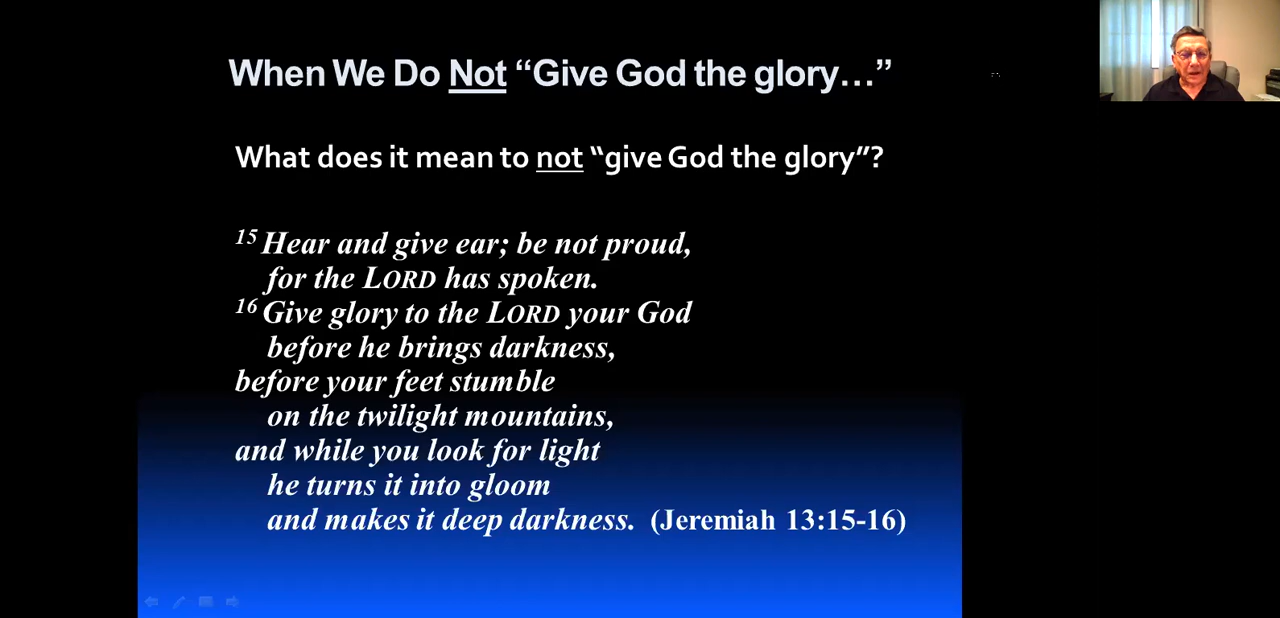 When We Do Not “Give God the glory…”
What does it mean to not “give God the glory”?
15 Hear and give ear; be not proud,
for the LORD has spoken.
16 Give glory to the LORD your God
before he brings darkness,
before your feet stumble
on the twilight mountains,
and while you look for light
he turns it into gloom
and makes it deep darkness. (Jeremiah 13:15-16)